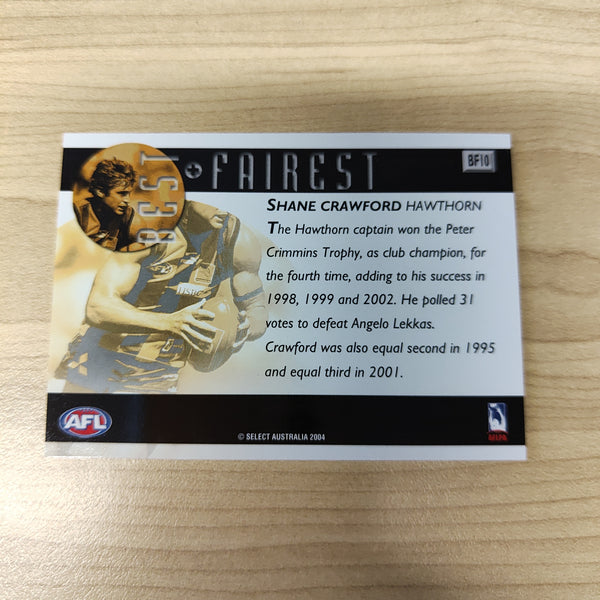 BEST + FAIREST
BF10
SHANE CRAWFORD HAWTHORN
The Hawthorn captain won the Peter
Crimmins Trophy, as club champion, for
the fourth time, adding to his success in
1998, 1999 and 2002. He polled 31
votes to defeat Angelo Lekkas.
Crawford was also equal second in 1995
and equal third in 2001.
AFL
© SELECT AUSTRALIA 2004
AFLPA